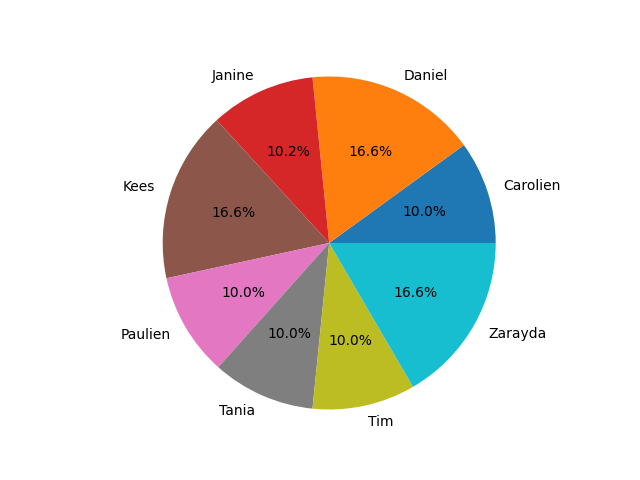 Janine
Daniel
10.2%
16.6%
Kees
16.6%
10.0%
Carolien
10.0%
16.6%
Paulien
10.0%
10.0%
Zarayda
Tania
Tim